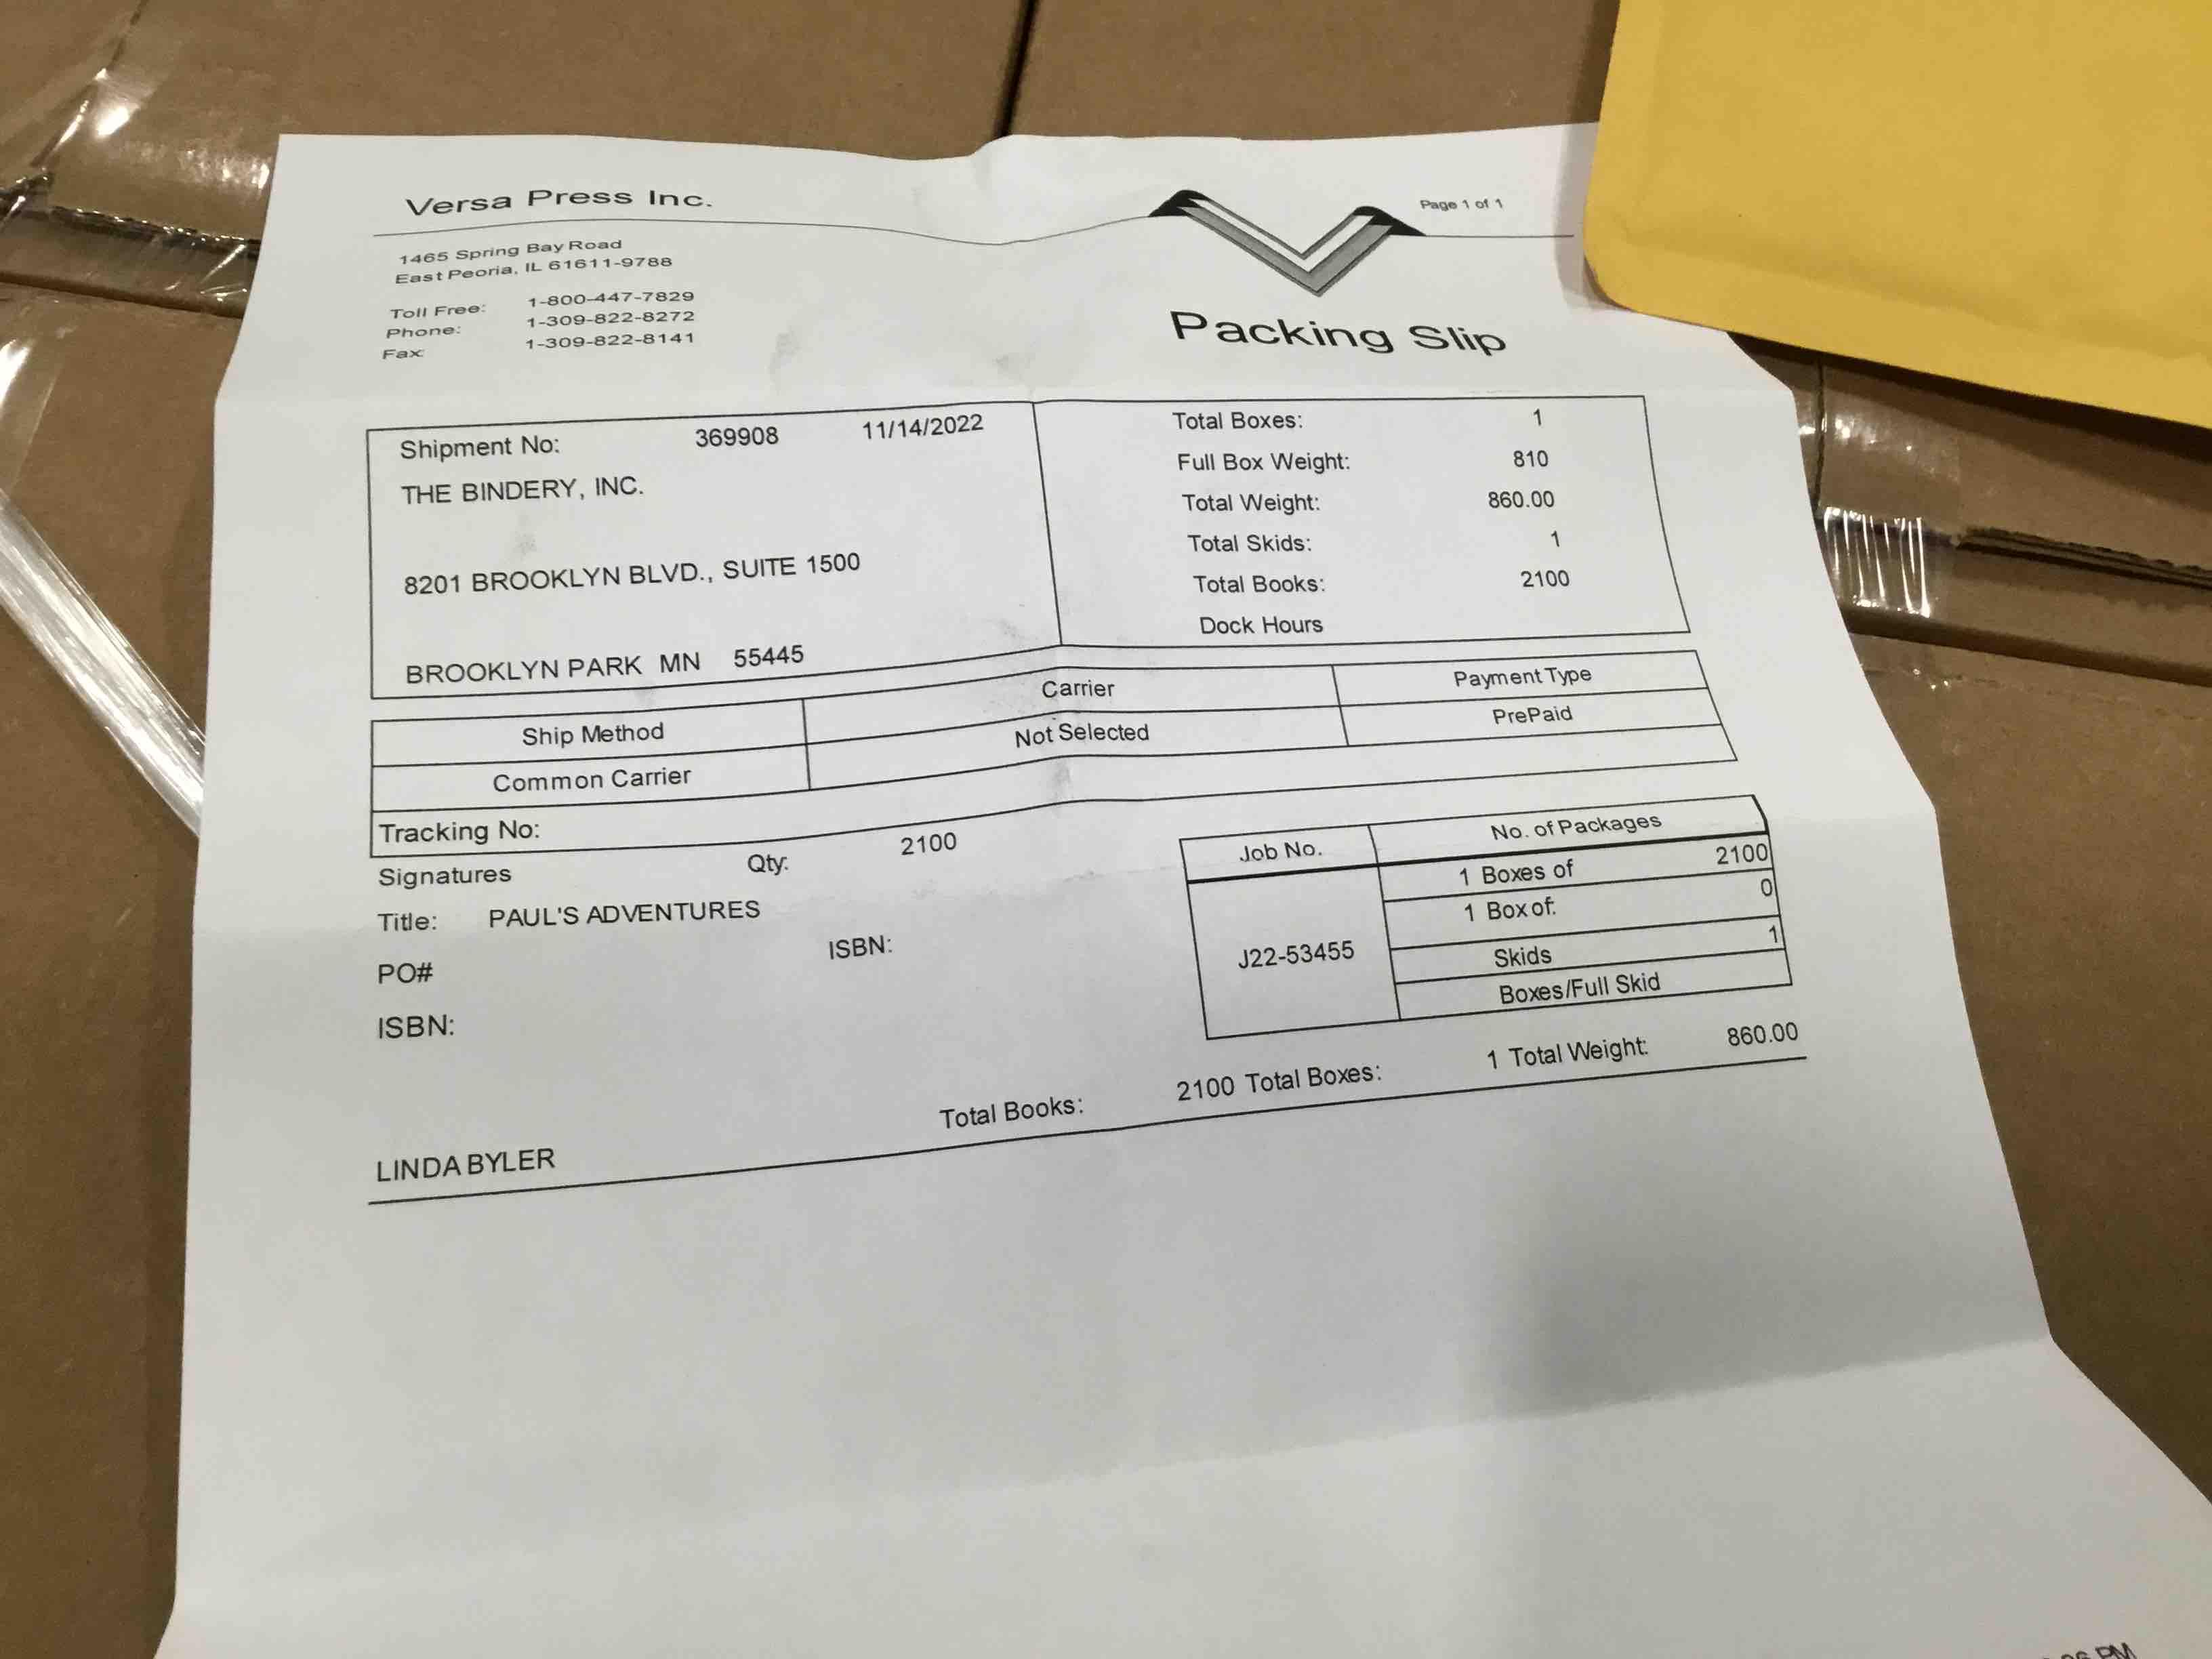 Versa Press Inc.
Page 1 of 1
1465 Spring Bay Road
East Peoria, IL 61611-9788
Toll Free: 1-800-447-7829
Phone: 1-309-822-8272
Fax: 1-309-822-8141
Packing Slip
Shipment No: 369908 11/14/2022
THE BINDERY, INC.
8201 BROOKLYN BLVD., SUITE 1500
BROOKLYN PARK MN 55445
Total Boxes: 1
Full Box Weight: 810
Total Weight: 860.00
Total Skids: 1
Total Books: 2100
Dock Hours
Ship Method Carrier Payment Type
Common Carrier Not Selected PrePaid
Tracking No:
Signatures Qty: 2100
Title: PAUL'S ADVENTURES
ISBN:
PO#
ISBN:
Job No. No. of Packages
J22-53455
1 Boxes of 2100
1 Box of: 0
Skids 1
Boxes/Full Skid
Total Books: 2100 Total Boxes: 1 Total Weight: 860.00
LINDA BYLER
PM